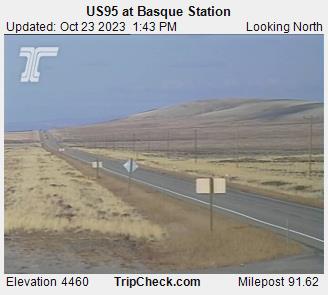 US95 at Basque Station
Updated: Oct 23 2023 1:43 PM Looking North
Elevation 4460 TripCheck.com Milepost 91.62